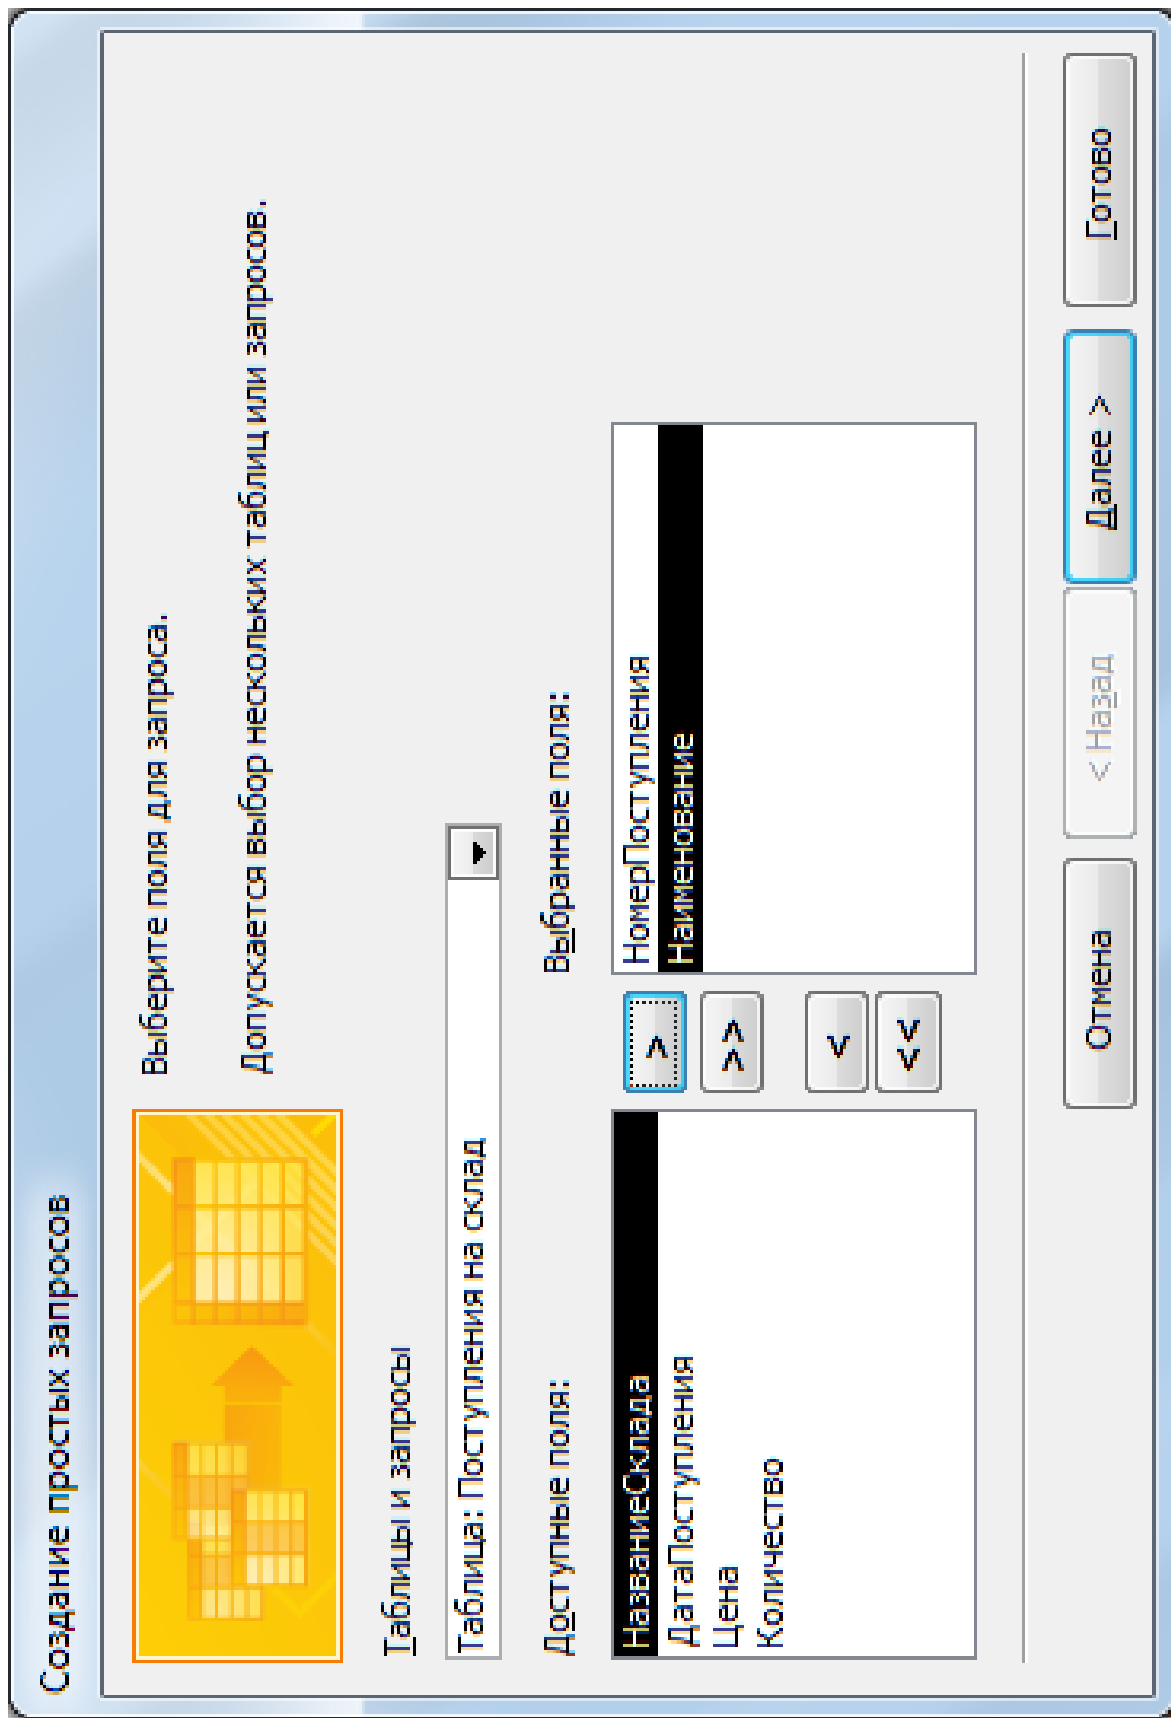 Создание простых запросов
Выберите поля для запроса.
Допускается выбор нескольких таблиц или запросов.
Таблицы и запросы
Таблица: Поступления на склад
Доступные поля:
Выбранные поля:
НазваниеСклада
ДатаПоступления
Цена
Количество
>
>>
<
<<
НомерПоступления
Наименование
Отмена
< Назад
Далее >
Готово